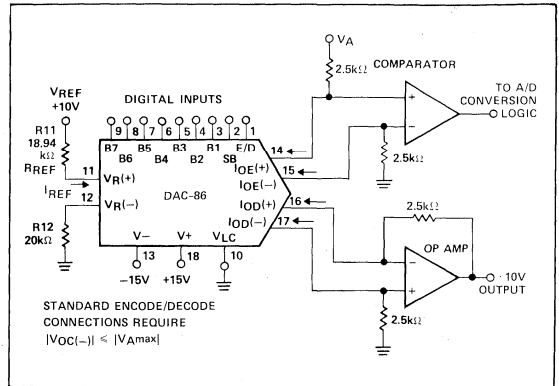 VA
2.5kΩ
COMPARATOR
VREF
+10V
DIGITAL INPUTS
TO A/D
CONVERSION
LOGIC
R11
18.94
kΩ
RREF
IREF
9 8 7 6 5 4 3 2 1
B7 B5 B3 B1 E/D
B6 B4 B2 SB
14
+
IOE(+)
15
−
IOE(−)
2.5kΩ
11
VR(+)
12
VR(−)
DAC-86
16
IOD(+)
17
IOD(−)
2.5kΩ
OP AMP
−
+
·10V
OUTPUT
R12
20kΩ
V− V+ VLC
13 18 10
−15V +15V
2.5kΩ
STANDARD ENCODE/DECODE
CONNECTIONS REQUIRE
|VOC(−)| ≤ |VAmax|